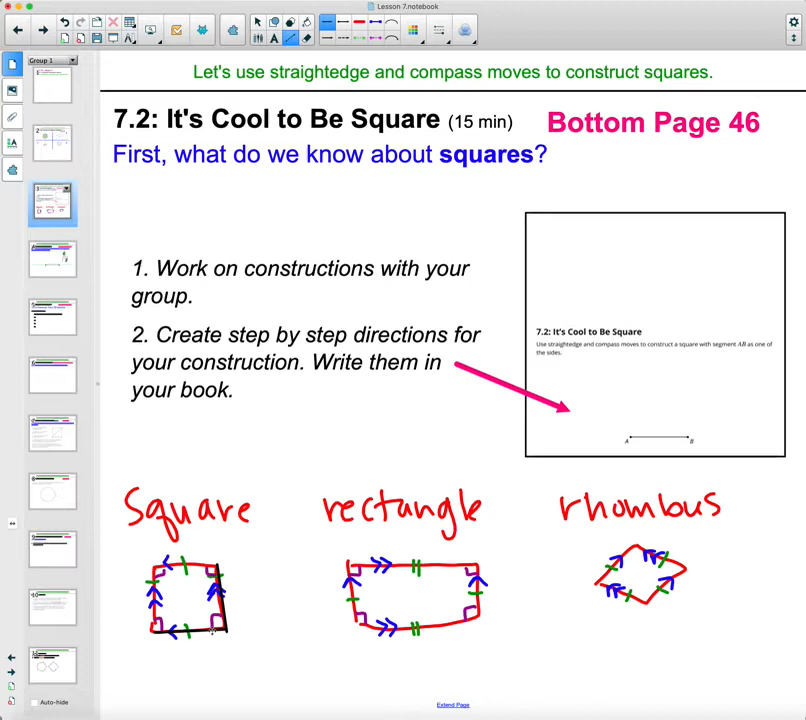 Lesson 7.notebook
Group 1
Let's use straightedge and compass moves to construct squares.
7.2: It's Cool to Be Square (15 min)
Bottom Page 46
First, what do we know about squares?
1. Work on constructions with your
group.
2. Create step by step directions for
your construction. Write them in
your book.
7.2: It's Cool to Be Square
Use straightedge and compass moves to construct a square with segment AB as one of
the sides.
A B
Square rectangle rhombus
Auto-hide
Extend Page